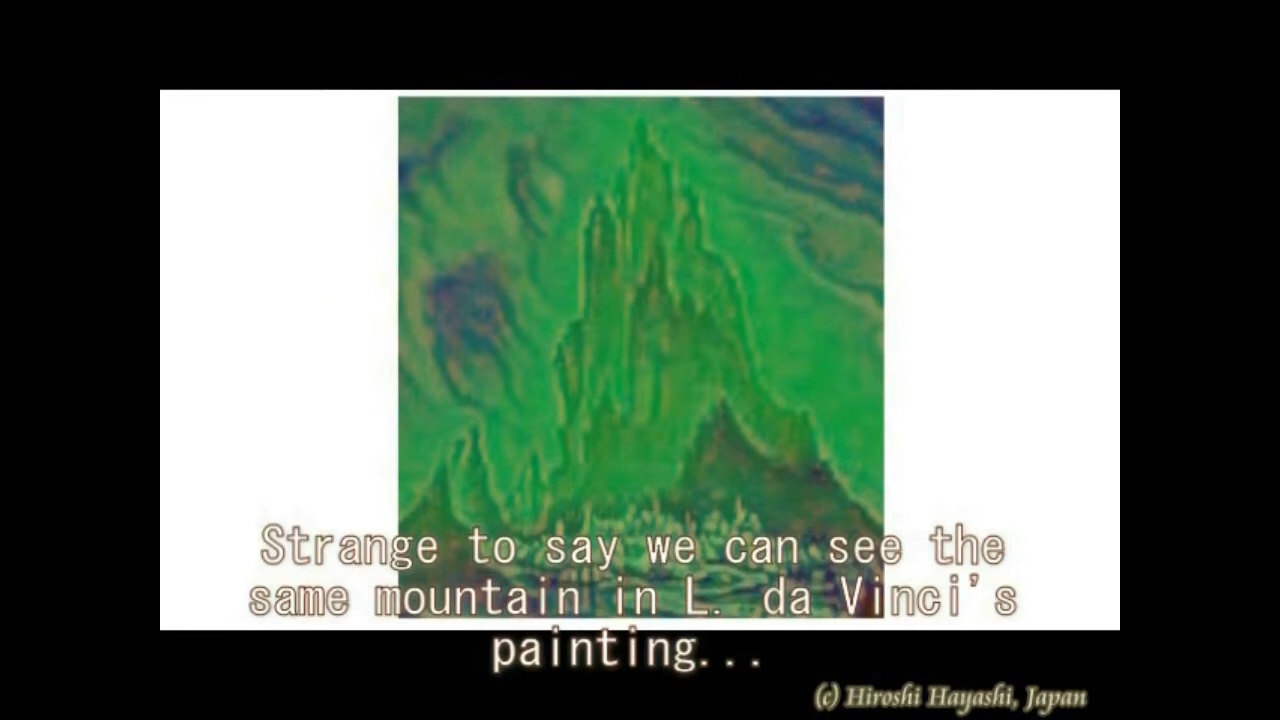 Strange to say we can see the
same mountain in L. da Vinci's
painting...
(c) Hiroshi Hayashi, Japan